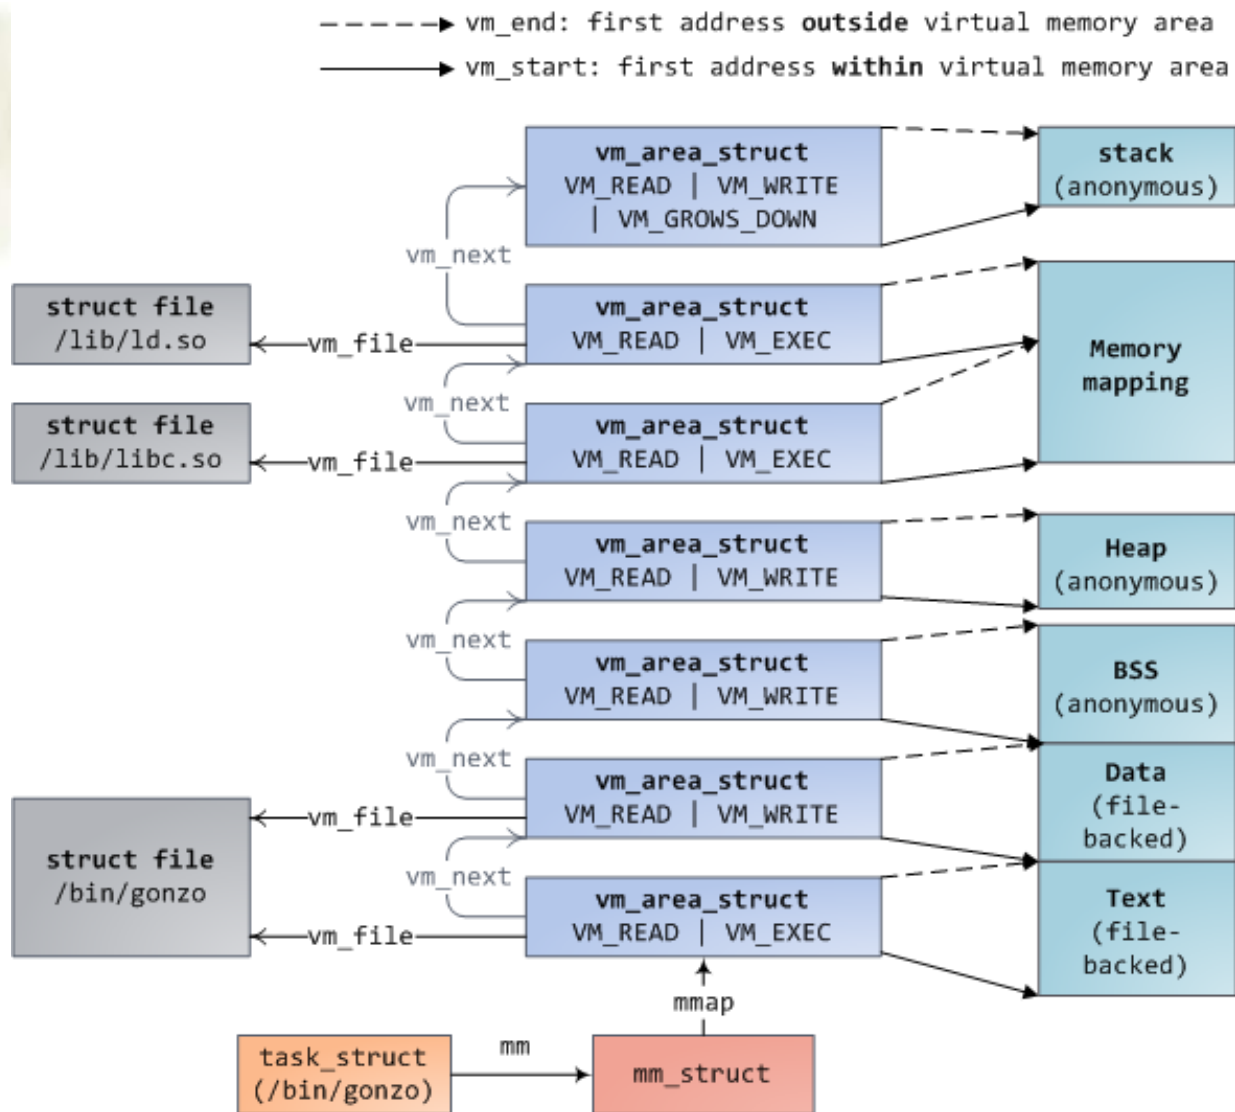 vm_end: first address outside virtual memory area
vm_start: first address within virtual memory area
vm_area_struct
VM_READ | VM_WRITE
| VM_GROWS_DOWN
stack
(anonymous)
vm_next
struct file
/lib/ld.so
vm_file
vm_area_struct
VM_READ | VM_EXEC
Memory
mapping
vm_next
struct file
/lib/libc.so
vm_file
vm_area_struct
VM_READ | VM_EXEC
vm_next
vm_area_struct
VM_READ | VM_WRITE
Heap
(anonymous)
vm_next
vm_area_struct
VM_READ | VM_WRITE
BSS
(anonymous)
vm_next
vm_file
vm_area_struct
VM_READ | VM_WRITE
Data
(file-
backed)
struct file
/bin/gonzo
vm_next
vm_file
vm_area_struct
VM_READ | VM_EXEC
Text
(file-
backed)
mmap
task_struct
(/bin/gonzo)
mm
mm_struct